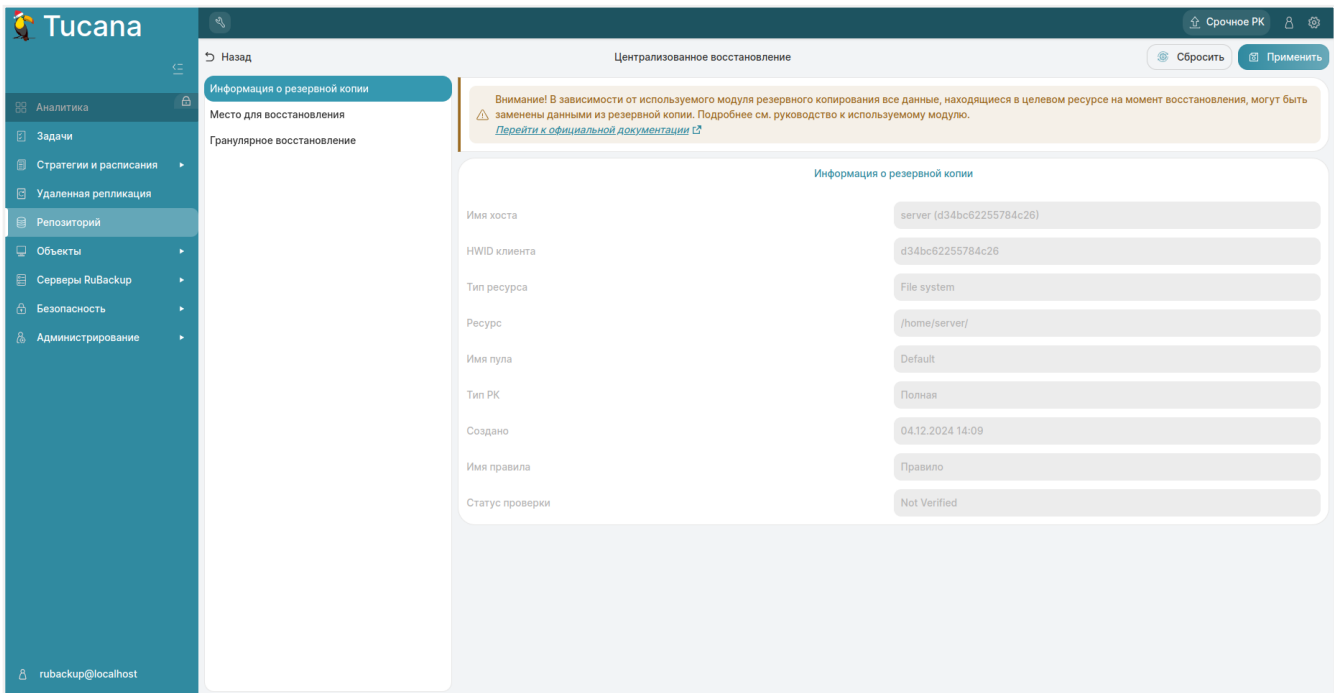 Tucana
Срочное РК
Назад
Централизованное восстановление
Сбросить
Применить
Аналитика
Задачи
Стратегии и расписания
Удаленная репликация
Репозиторий
Объекты
Серверы RuBackup
Безопасность
Администрирование
rubackup@localhost
Информация о резервной копии
Место для восстановления
Гранулярное восстановление
Внимание! В зависимости от используемого модуля резервного копирования все данные, находящиеся в целевом ресурсе на момент восстановления, могут быть
заменены данными из резервной копии. Подробнее см. руководство к используемому модулю.
Перейти к официальной документации
Информация о резервной копии
Имя хоста server (d34bc62255784c26)
HWID клиента d34bc62255784c26
Тип ресурса File system
Ресурс /home/server/
Имя пула Default
Тип РК Полная
Создано 04.12.2024 14:09
Имя правила Правило
Статус проверки Not Verified